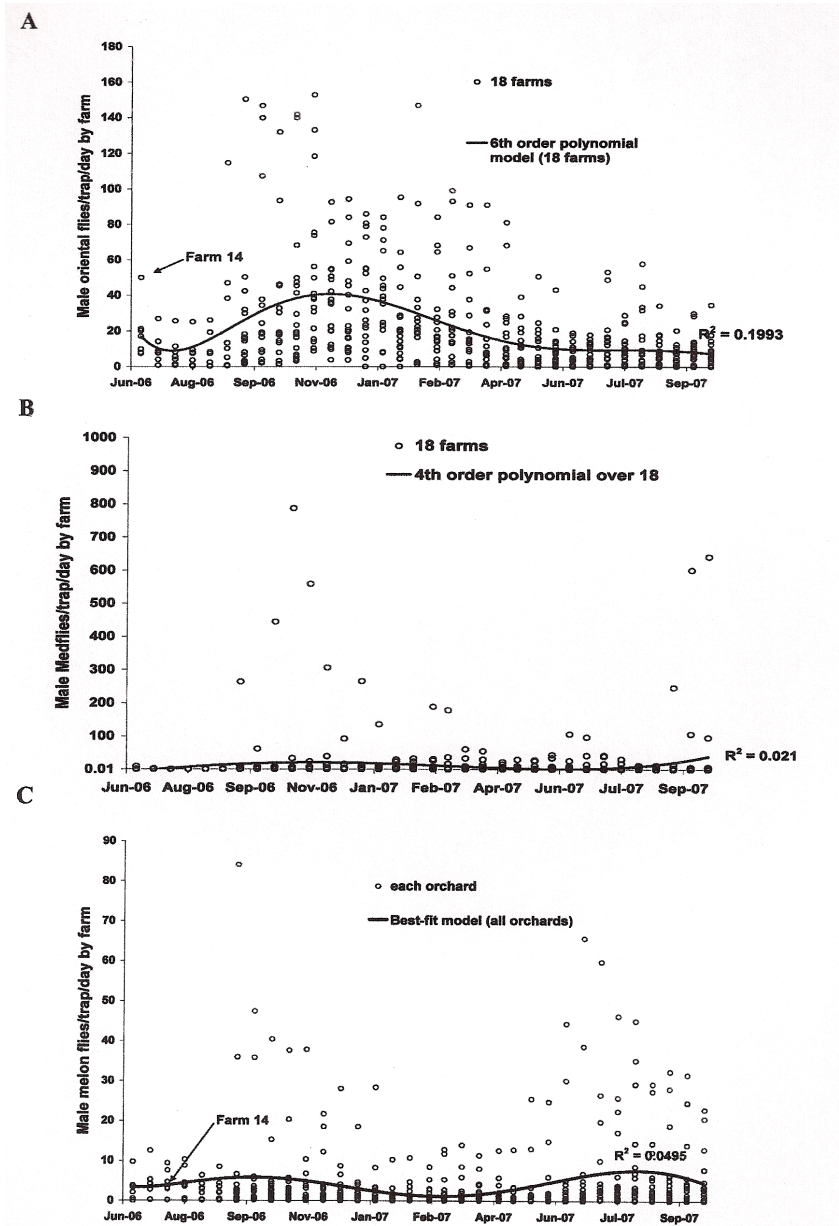 A
Male oriental flies/trap/day by farm
180
160
140
120
100
80
60
40
20
0
18 farms
6th order polynomial
model (18 farms)
Farm 14
R² = 0.1993
Jun-06 Aug-06 Sep-06 Nov-06 Jan-07 Feb-07 Apr-07 Jun-07 Jul-07 Sep-07
B
Male Medflies/trap/day by farm
1000
900
800
700
600
500
400
300
200
100
0.01
18 farms
4th order polynomial over 18
R² = 0.021
Jun-06 Aug-06 Sep-06 Nov-06 Jan-07 Feb-07 Apr-07 Jun-07 Jul-07 Sep-07
C
Male melon flies/trap/day by farm
90
80
70
60
50
40
30
20
10
0
each orchard
Best-fit model (all orchards)
Farm 14
R² = 0.0495
Jun-06 Aug-06 Sep-06 Nov-06 Jan-07 Feb-07 Apr-07 Jun-07 Jul-07 Sep-07